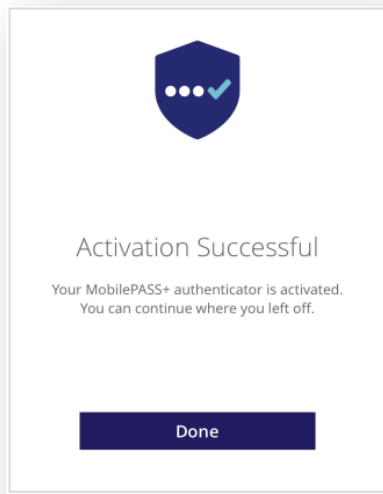 Activation Successful
Your MobilePASS+ authenticator is activated.
You can continue where you left off.
Done